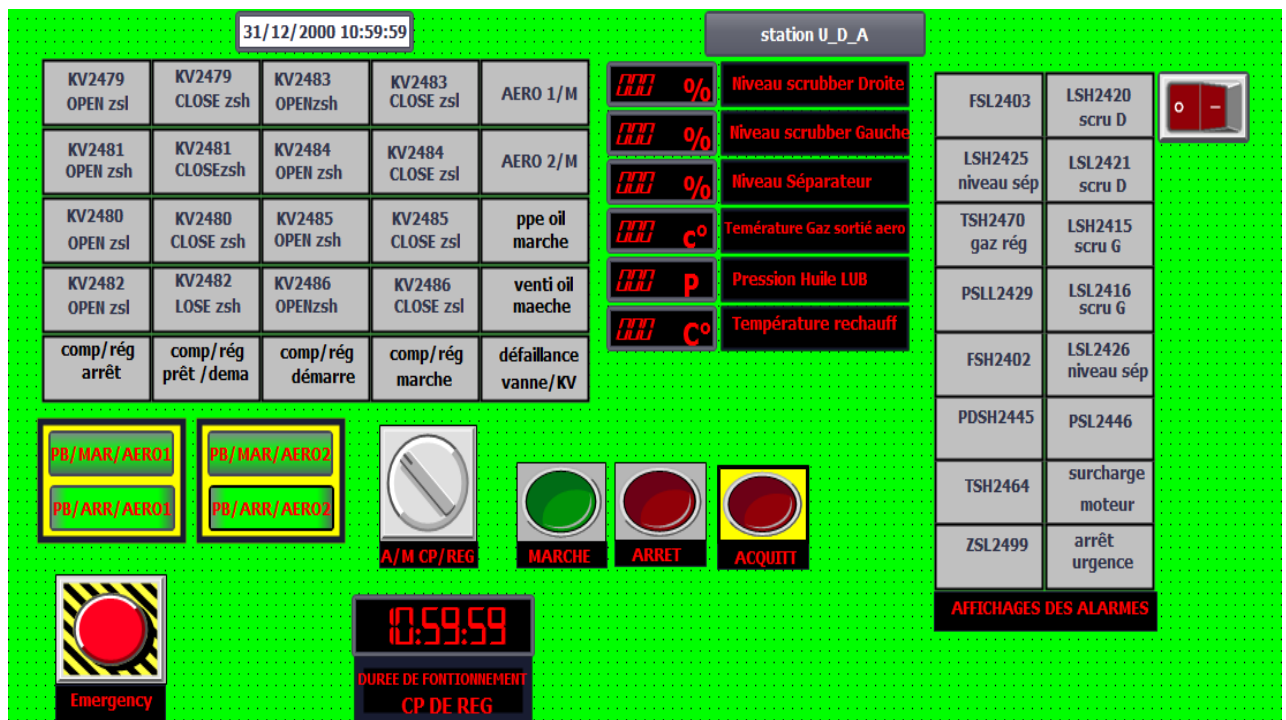 31/12/2000 10:59:59
station U_D_A
KV2479
OPEN zsl
KV2479
CLOSE zsh
KV2483
OPENzsh
KV2483
CLOSE zsl
AERO 1/M
KV2481
OPEN zsh
KV2481
CLOSEzsh
KV2484
OPEN zsh
KV2484
CLOSE zsl
AERO 2/M
KV2480
OPEN zsl
KV2480
CLOSE zsh
KV2485
OPEN zsh
KV2485
CLOSE zsl
ppe oil
marche
KV2482
OPEN zsl
KV2482
LOSE zsh
KV2486
OPENzsh
KV2486
CLOSE zsl
venti oil
maeche
comp/rég
arrêt
comp/rég
prêt /dema
comp/rég
démarre
comp/rég
marche
défaillance
vanne/KV
000 % Niveau scrubber Droite
000 % Niveau scrubber Gauche
000 % Niveau Séparateur
000 c° Temérature Gaz sortié aero
000 P Pression Huile LUB
000 C° Température rechauff
FSL2403
LSH2420
scru D
LSH2425
niveau sép
LSL2421
scru D
TSH2470
gaz rég
LSH2415
scru G
PSLL2429
LSL2416
scru G
FSH2402
LSL2426
niveau sép
PDSH2445
PSL2446
TSH2464
surcharge
moteur
ZSL2499
arrêt
urgence
AFFICHAGES DES ALARMES
O –
PB/MAR/AERO1
PB/ARR/AERO1
PB/MAR/AERO2
PB/ARR/AERO2
A/M CP/REG
MARCHE
ARRET
ACQUITT
Emergency
10:59:59
DUREE DE FONTIONNEMENT
CP DE REG